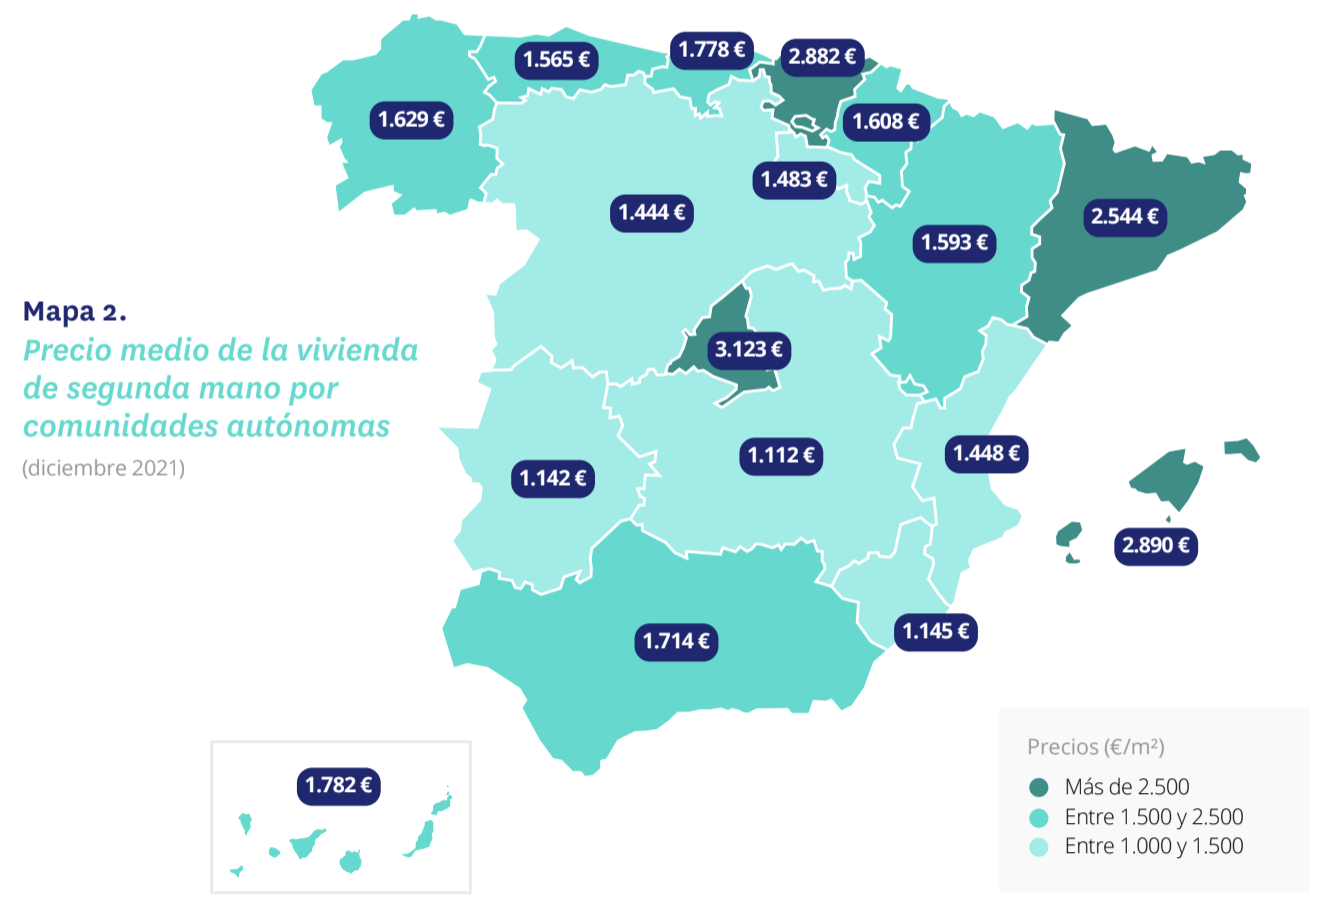 1.565 €
1.778 €
2.882 €
1.629 €
1.608 €
1.483 €
1.444 €
2.544 €
1.593 €
Mapa 2.
Precio medio de la vivienda
de segunda mano por
comunidades autónomas
(diciembre 2021)
3.123 €
1.112 €
1.448 €
1.142 €
2.890 €
1.714 €
1.145 €
1.782 €
Precios (€/m²)
Más de 2.500
Entre 1.500 y 2.500
Entre 1.000 y 1.500